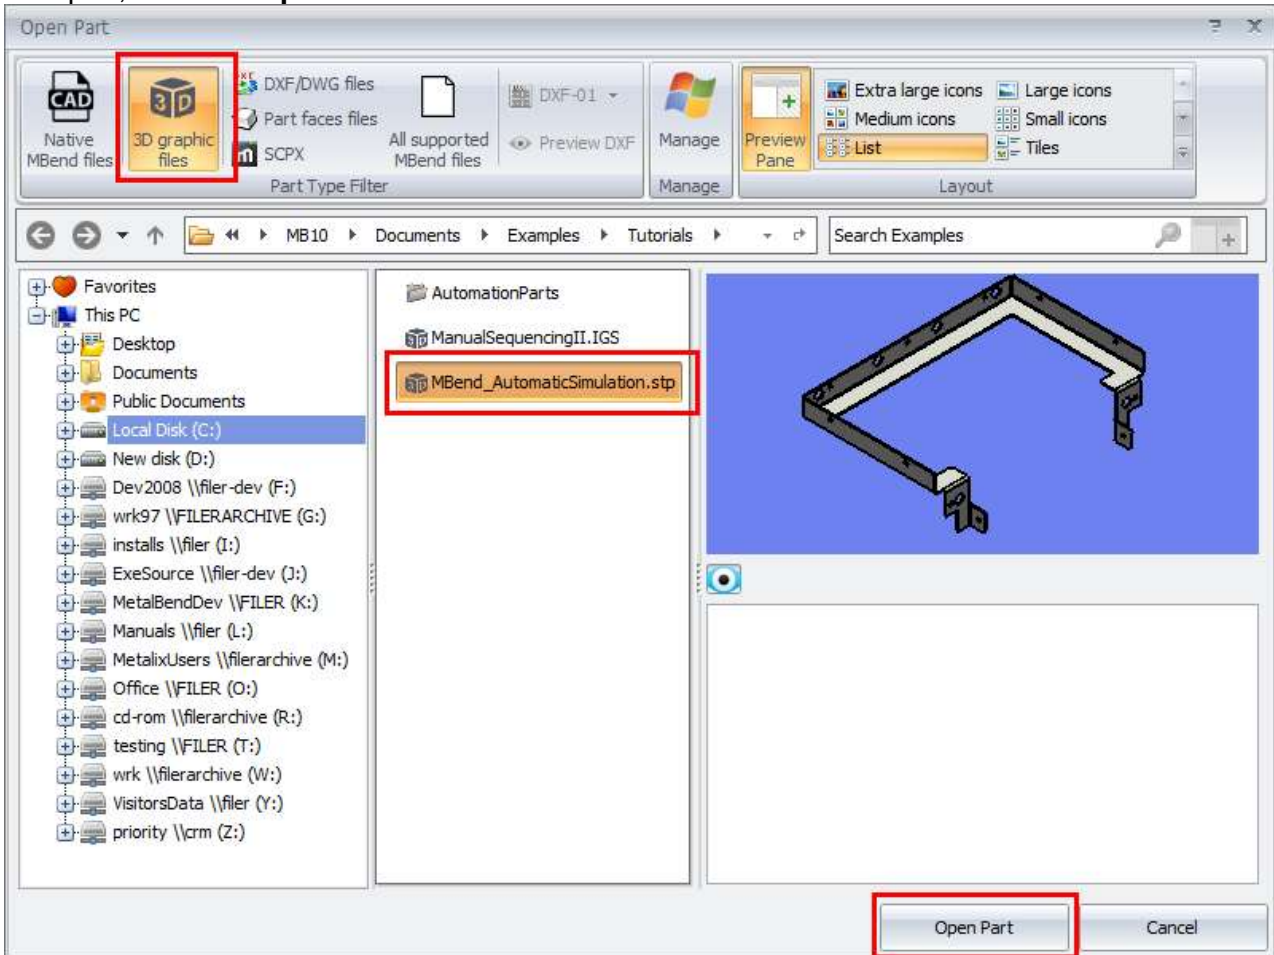 Open Part
CAD
Native
MBend files
3D
3D graphic
files
DXF
DXF/DWG files
Part faces files
m SCPX
All supported
MBend files
DXF-01
Preview DXF
Part Type Filter
Manage
Manage
Preview
Pane
Extra large icons
Large icons
Medium icons
Small icons
List
Tiles
Layout
MB10
Documents
Examples
Tutorials
Search Examples
Favorites
This PC
Desktop
Documents
Public Documents
Local Disk (C:)
New disk (D:)
Dev2008 \\filer-dev (F:)
wrk97 \\FILERARCHIVE (G:)
installs \\filer (I:)
ExeSource \\filer-dev (J:)
MetalBendDev \\FILER (K:)
Manuals \\filer (L:)
MetalixUsers \\filerarchive (M:)
Office \\FILER (O:)
cd-rom \\filerarchive (R:)
testing \\FILER (T:)
wrk \\filerarchive (W:)
VisitorsData \\filer (Y:)
priority \\crm (Z:)
AutomationParts
3D ManualSequencingII.IGS
3D MBend_AutomaticSimulation.stp
Open Part
Cancel